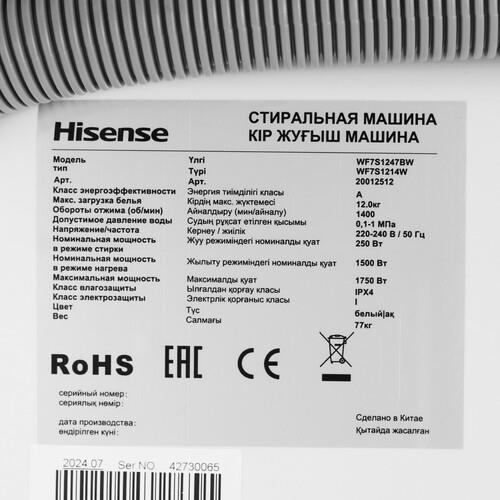 Hisense
СТИРАЛЬНАЯ МАШИНА
КІР ЖУҒЫШ МАШИНА
Модель Үлгі WF7S1247BW
тип Түрі WF7S1214W
Арт. Арт. 20012512
Класс энергоэффективности Энергия тиімділігі класы A
Макс. загрузка белья Кірдің макс. жүктемесі 12.0кг
Обороты отжима (об/мин) Айналдыру (мин/айналу) 1400
Допустимое давление воды Судың рұқсат етілген қысымы 0,1-1 МПа
Напряжение/частота Кернеу / жиілік 220-240 В / 50 Гц
Номинальная мощность Жуу режиміндегі номиналды қуат 250 Вт
в режиме стирки
Номинальная мощность Жылыту режиміндегі номиналды қуат 1500 Вт
в режиме нагрева
Максимальная мощность Максималды қуат 1750 Вт
Класс влагозащиты Ылғалдан қорғау класы IPX4
Класс электрозащиты Электрлік қорғаныс класы I
Цвет Түс белый|ақ
Вес Салмағы 77кг
RoHS EAC CE
серийный номер:
сериялық нөмер:
дата производства:
өндірілген күні:
Сделано в Китае
Қытайда жасалған
2024.07 Ser NO 42730065